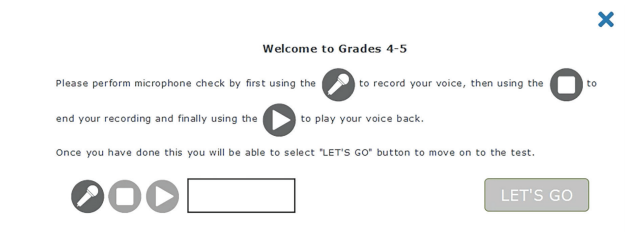 Welcome to Grades 4-5
Please perform microphone check by first using the to record your voice, then using the to
end your recording and finally using the to play your voice back.
Once you have done this you will be able to select "LET'S GO" button to move on to the test.
LET'S GO